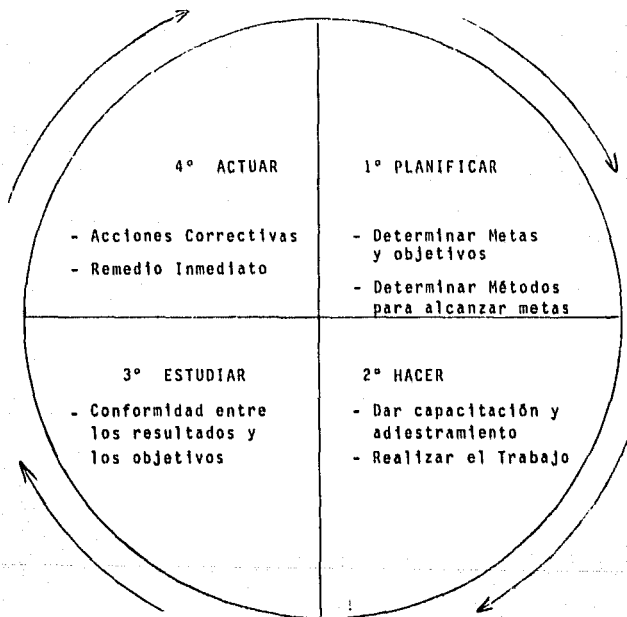 1° PLANIFICAR
- Determinar Metas
y objetivos
- Determinar Métodos
para alcanzar metas
2° HACER
- Dar capacitación y
adiestramiento
- Realizar el Trabajo
3° ESTUDIAR
- Conformidad entre
los resultados y
los objetivos
4° ACTUAR
- Acciones Correctivas
- Remedio Inmediato